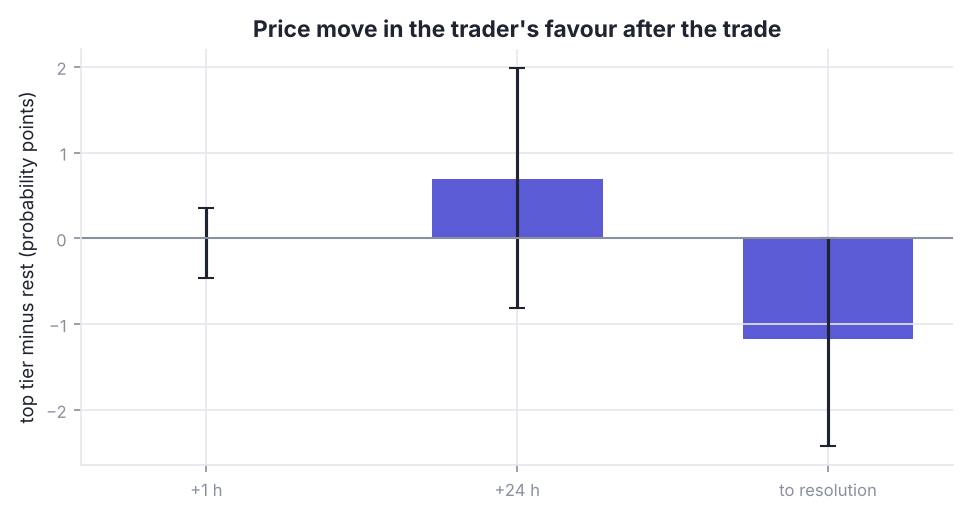 Price move in the trader's favour after the trade
top tier minus rest (probability points)
2
1
0
−1
−2
+1 h
+24 h
to resolution